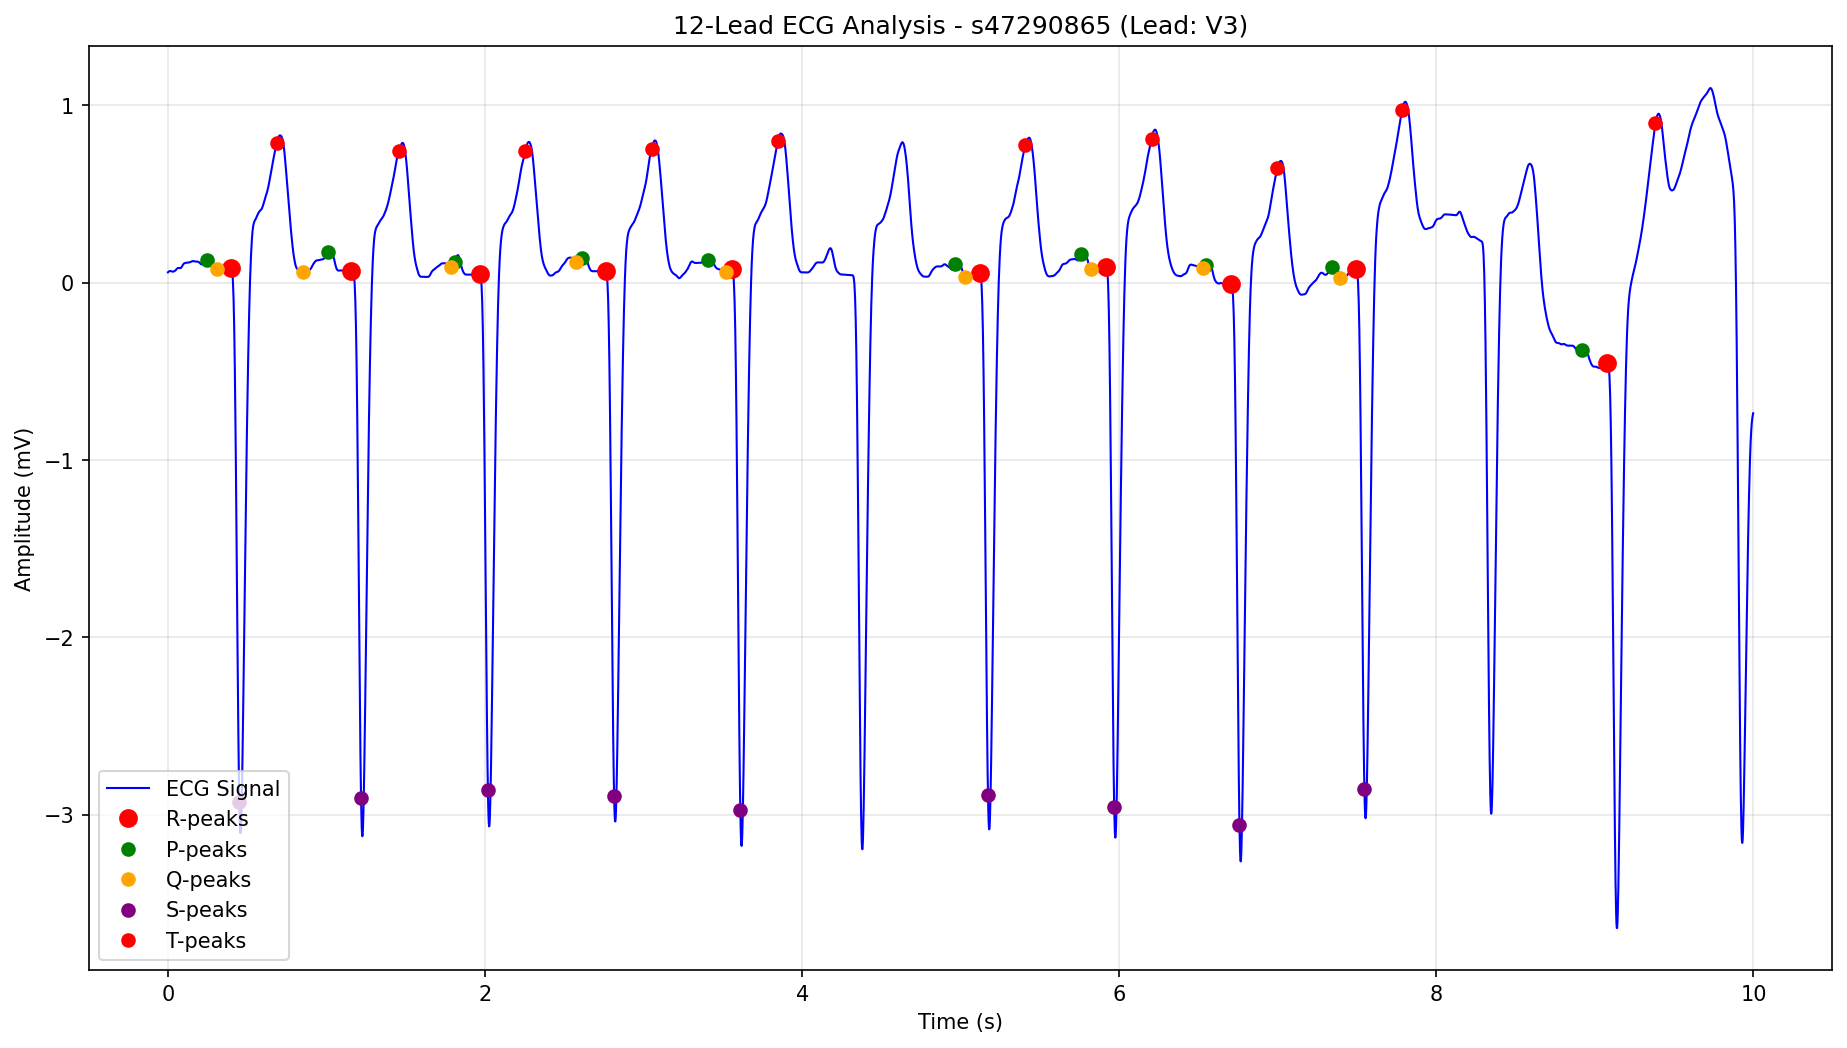 12-Lead ECG Analysis - s47290865 (Lead: V3)
Amplitude (mV)
1
0
−1
−2
−3
ECG Signal
R-peaks
P-peaks
Q-peaks
S-peaks
T-peaks
0 2 4 6 8 10
Time (s)